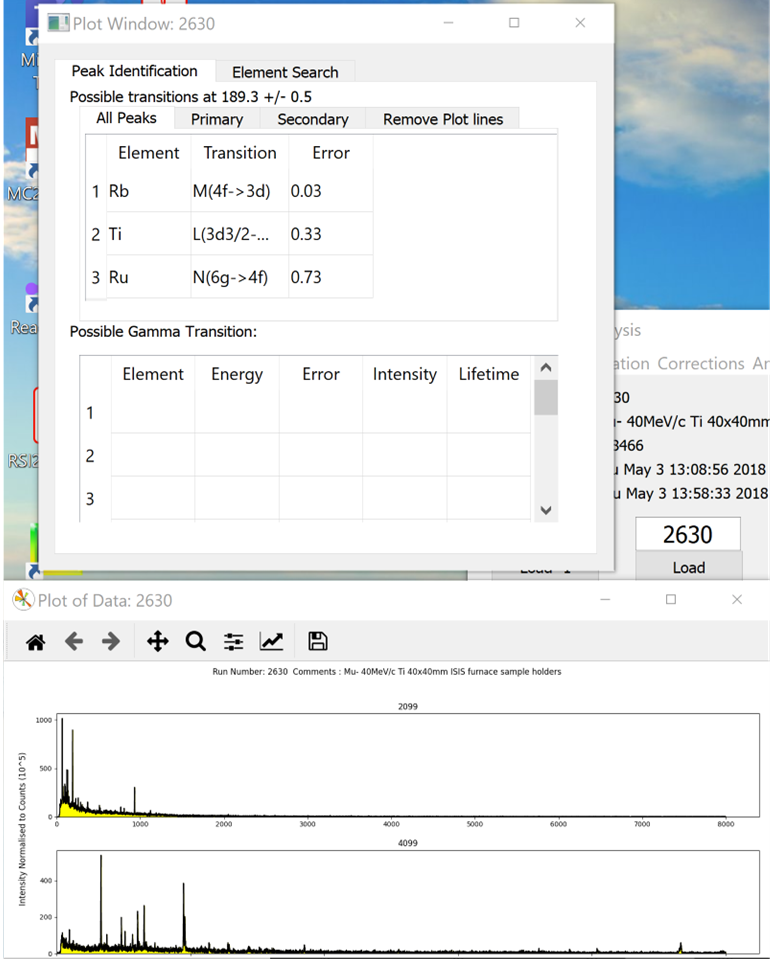 Plot Window: 2630
Peak Identification Element Search
Possible transitions at 189.3 +/- 0.5
All Peaks Primary Secondary Remove Plot lines
Element Transition Error
1 Rb M(4f->3d) 0.03
2 Ti L(3d3/2-...
0.33
3 Ru N(6g->4f) 0.73
Possible Gamma Transition:
Element Energy Error Intensity Lifetime
1
2
3
Mi
T
MC2
Rea
RSI2
ysis
ation Corrections Ar
30
- 40MeV/c Ti 40x40mm
3466
u May 3 13:08:56 2018
u May 3 13:58:33 2018
2630
Load
Plot of Data: 2630
Run Number: 2630 Comments : Mu- 40MeV/c Ti 40x40mm ISIS furnace sample holders
Intensity Normalised to Counts (10^5)
2099
1000
500
0
0 1000 2000 3000 4000 5000 6000 7000 8000
4099
400
200
0